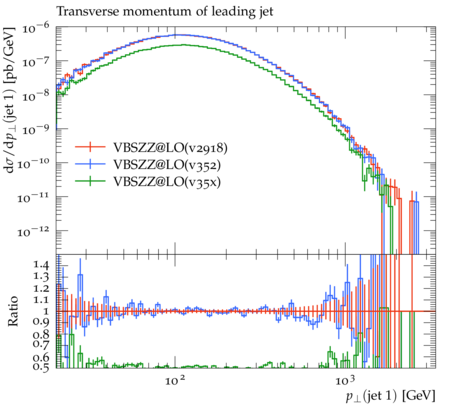 Transverse momentum of leading jet
dσ/dp⊥(jet 1) [pb/GeV]
10⁻⁶
10⁻⁷
10⁻⁸
10⁻⁹
10⁻¹⁰
10⁻¹¹
10⁻¹²
VBSZZ@LO(v2918)
VBSZZ@LO(v352)
VBSZZ@LO(v35x)
Ratio
1.4
1.3
1.2
1.1
1
0.9
0.8
0.7
0.6
0.5
10²
10³
p⊥(jet 1) [GeV]